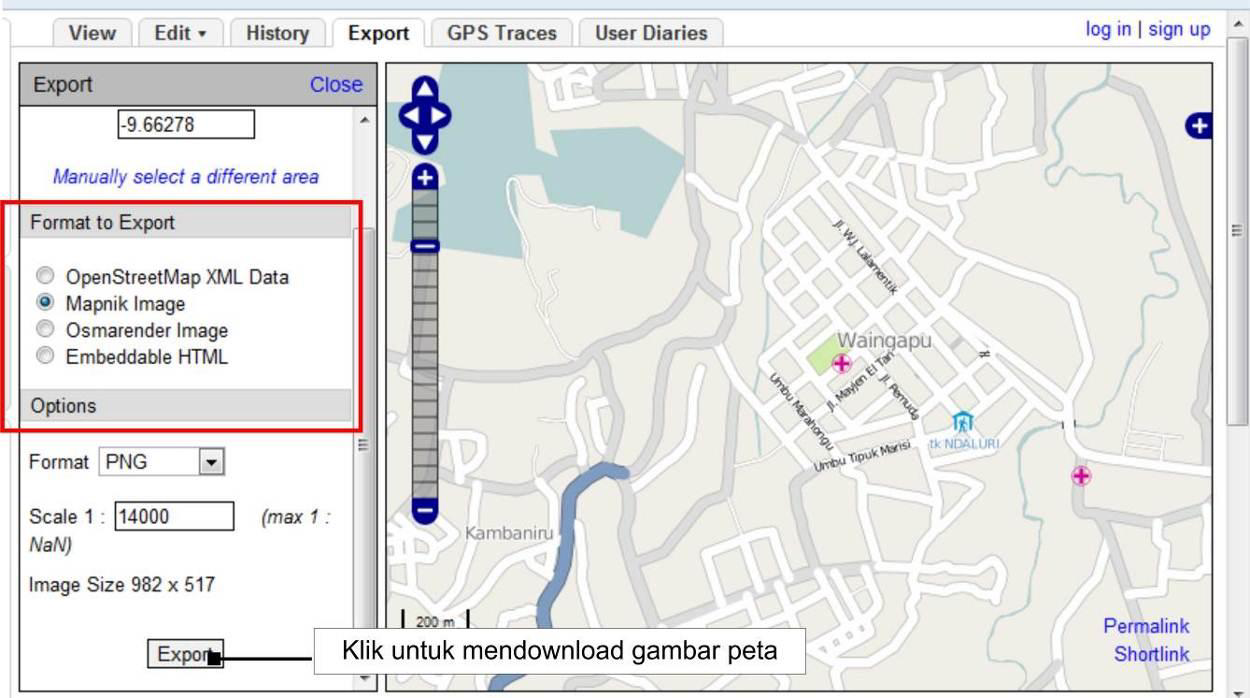 View
Edit
History
Export
GPS Traces
User Diaries
log in | sign up
Export
Close
-9.66278
Manually select a different area
Format to Export
OpenStreetMap XML Data
Mapnik Image
Osmarender Image
Embeddable HTML
Options
Format PNG
Scale 1 : 14000 (max 1 :
NaN)
Image Size 982 x 517
Export
Klik untuk mendownload gambar peta
Jl. W.J. Lalamentik
Waingapu
Jl. Mayjen El Tari
Jl. Pemuda
Umbu Marahongu
Umbu Tipuk Marisi
tk NDALURI
Kambaniru
200 m
Permalink
Shortlink